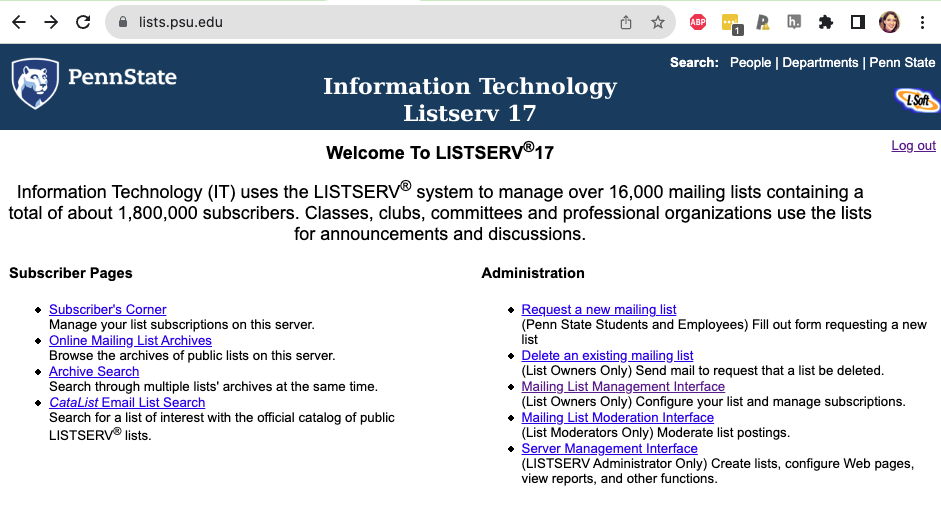 lists.psu.edu
ABP
1
h.
PennState
Search: People | Departments | Penn State
Information Technology
Listserv 17
L-Soft
Log out
Welcome To LISTSERV®17
Information Technology (IT) uses the LISTSERV® system to manage over 16,000 mailing lists containing a
total of about 1,800,000 subscribers. Classes, clubs, committees and professional organizations use the lists
for announcements and discussions.
Subscriber Pages
Subscriber's Corner
Manage your list subscriptions on this server.
Online Mailing List Archives
Browse the archives of public lists on this server.
Archive Search
Search through multiple lists' archives at the same time.
CataList Email List Search
Search for a list of interest with the official catalog of public
LISTSERV® lists.
Administration
Request a new mailing list
(Penn State Students and Employees) Fill out form requesting a new
list
Delete an existing mailing list
(List Owners Only) Send mail to request that a list be deleted.
Mailing List Management Interface
(List Owners Only) Configure your list and manage subscriptions.
Mailing List Moderation Interface
(List Moderators Only) Moderate list postings.
Server Management Interface
(LISTSERV Administrator Only) Create lists, configure Web pages,
view reports, and other functions.